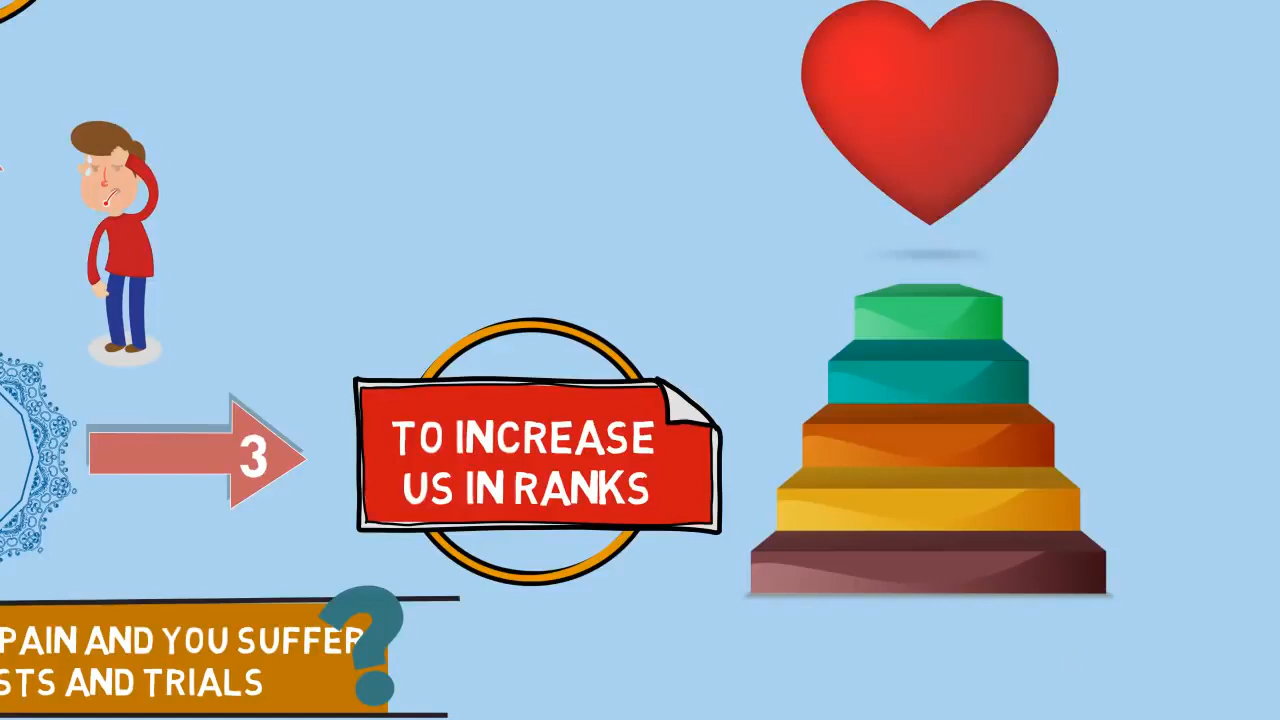 3
TO INCREASE
US IN RANKS
PAIN AND YOU SUFFER
STS AND TRIALS
?